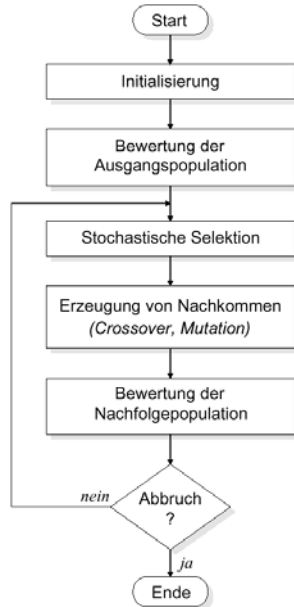 Start
Initialisierung
Bewertung der
Ausgangspopulation
Stochastische Selektion
Erzeugung von Nachkommen
(Crossover, Mutation)
Bewertung der
Nachfolgepopulation
nein
Abbruch
?
ja
Ende